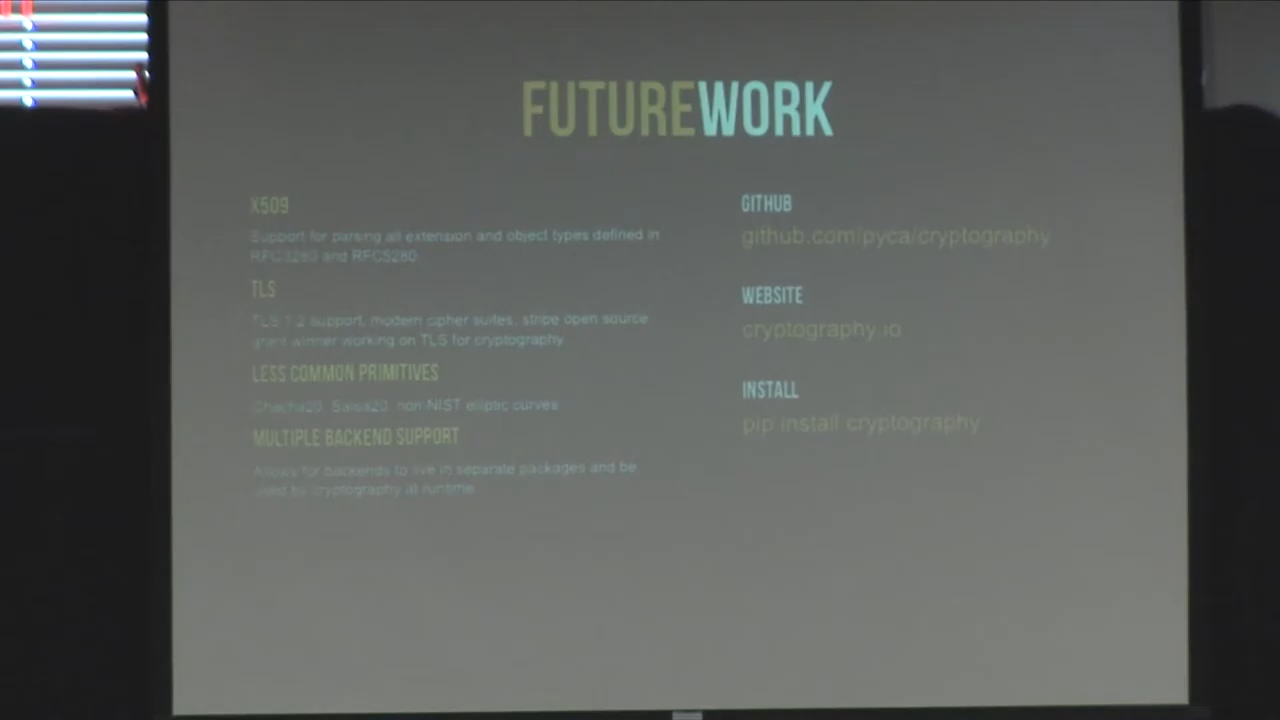 FUTUREWORK
X509
Support for parsing all extension and object types defined in
RFC3280 and RFC5280
TLS
TLS 1.2 support, modern cipher suites, stripe open source
grant winner working on TLS for cryptography
LESS COMMON PRIMITIVES
Chacha20, Salsa20, non-NIST elliptic curves
MULTIPLE BACKEND SUPPORT
Allows for backends to live in separate packages and be
used by cryptography at runtime
GITHUB
github.com/pyca/cryptography
WEBSITE
cryptography.io
INSTALL
pip install cryptography